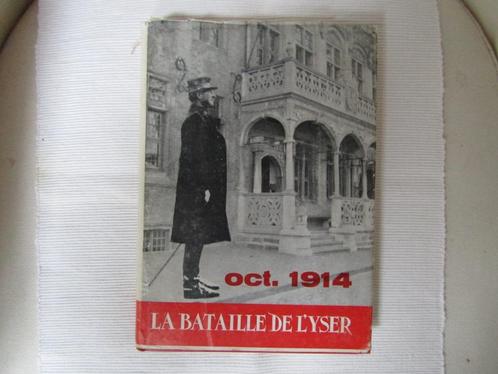 oct. 1914
LA BATAILLE DE L'YSER